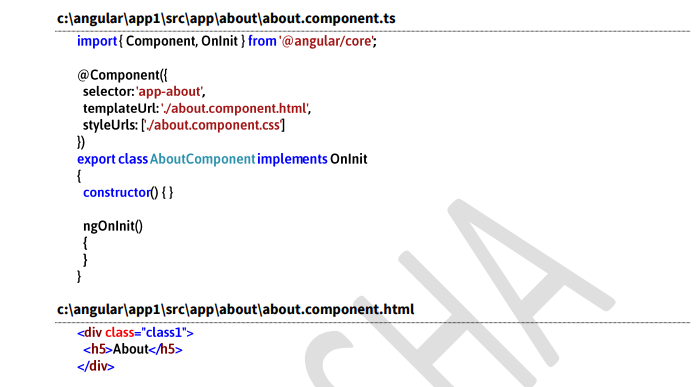 c:\angular\app1\src\app\about\about.component.ts
import { Component, OnInit } from '@angular/core';
@Component({
selector: 'app-about',
templateUrl: './about.component.html',
styleUrls: ['./about.component.css']
})
export class AboutComponent implements OnInit
{
constructor() { }
ngOnInit()
{
}
}
c:\angular\app1\src\app\about\about.component.html
<div class="class1">
<h5>About</h5>
</div>